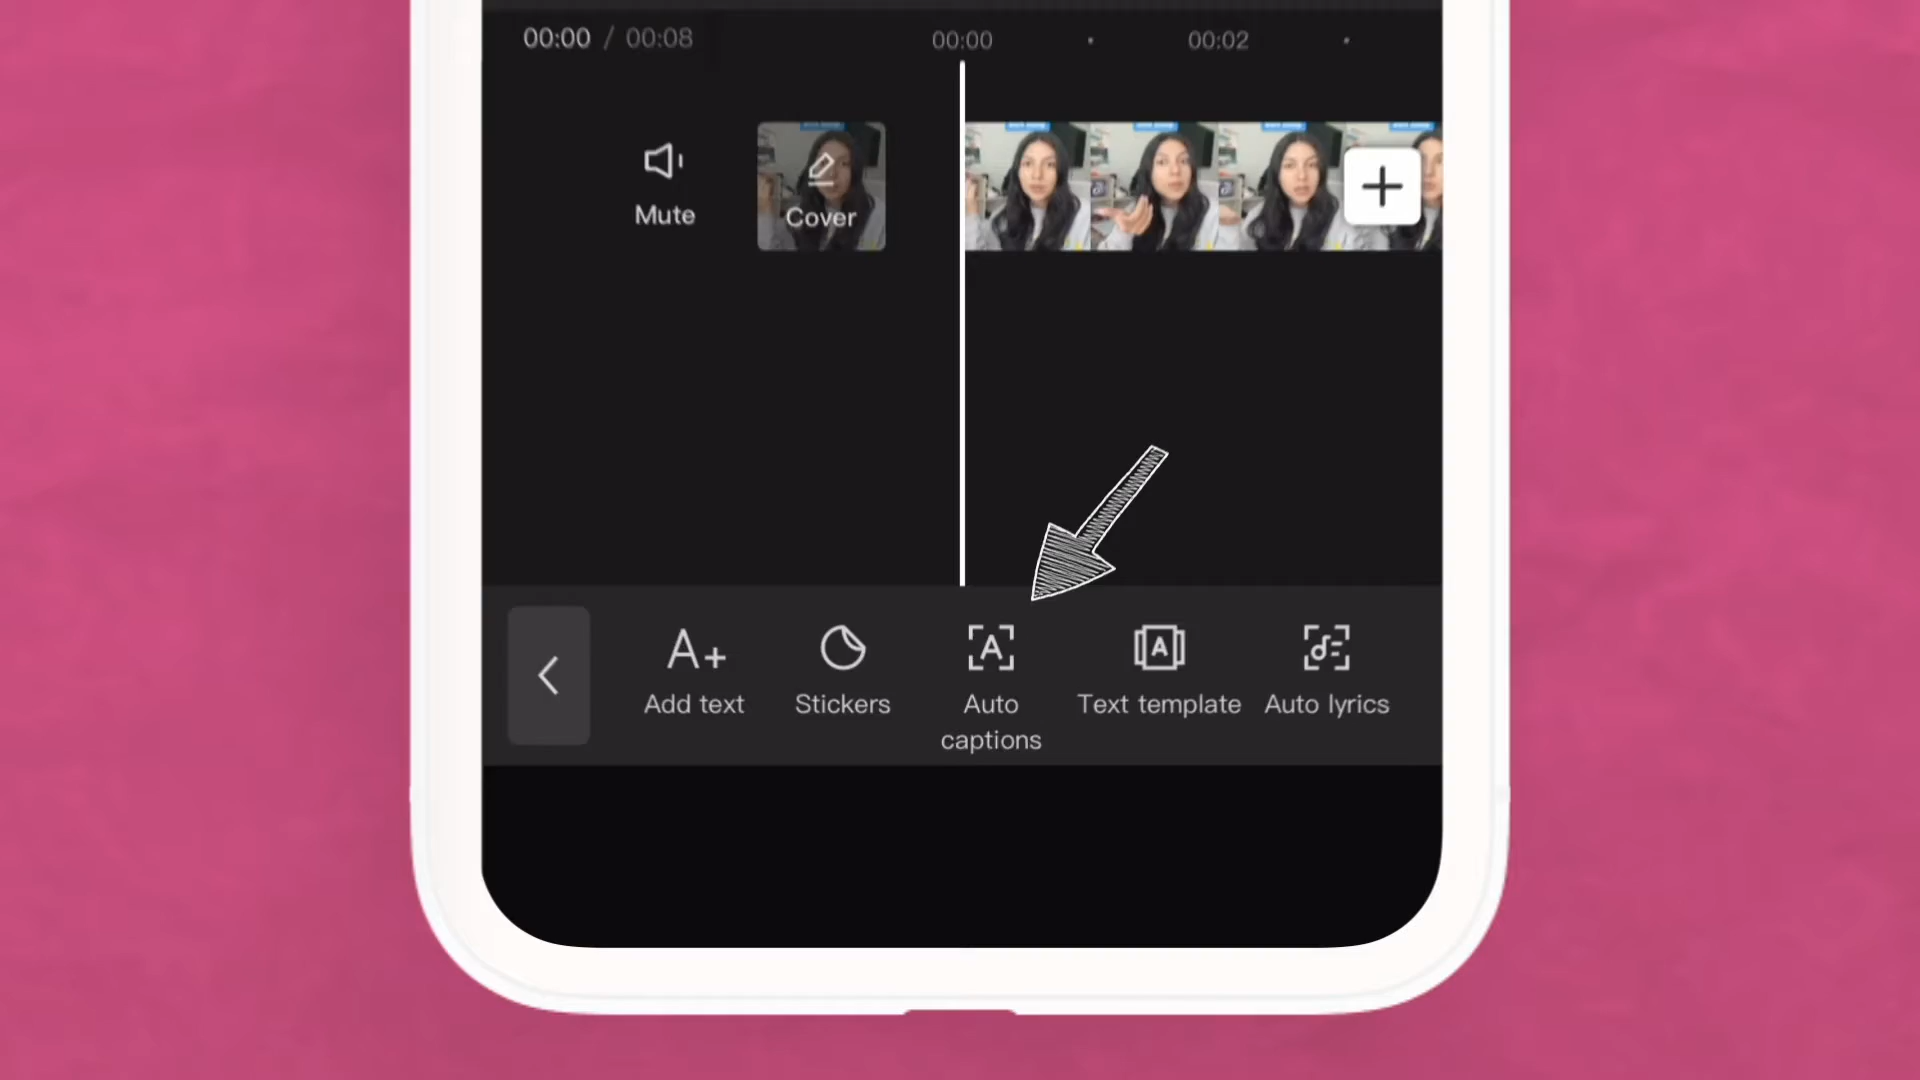 00:00 / 00:08
00:00
00:02
Mute
Cover
Add text
Stickers
Auto
captions
Text template
Auto lyrics